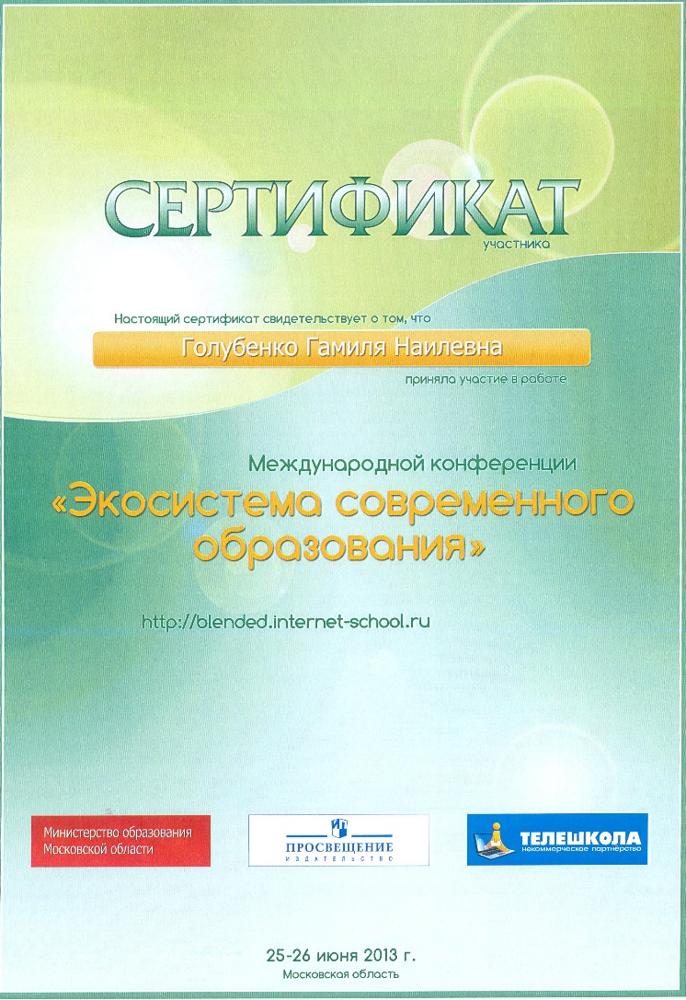 СЕРТИФИКАТ
участника
Настоящий сертификат свидетельствует о том, что
Голубенко Гамиля Наилевна
приняла участие в работе
Международной конференции
«Экосистема современного
образования»
http://blended.internet-school.ru
Министерство образования
Московской области
ПРОСВЕЩЕНИЕ
ИЗДАТЕЛЬСТВО
ТЕЛЕШКОЛА
некоммерческое партнерство
25-26 июня 2013 г.
Московская область